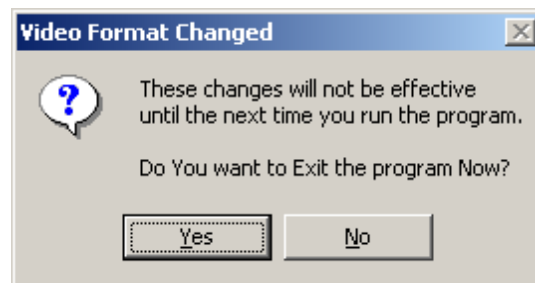 Video Format Changed
These changes will not be effective
until the next time you run the program.
Do You want to Exit the program Now?
Yes
No